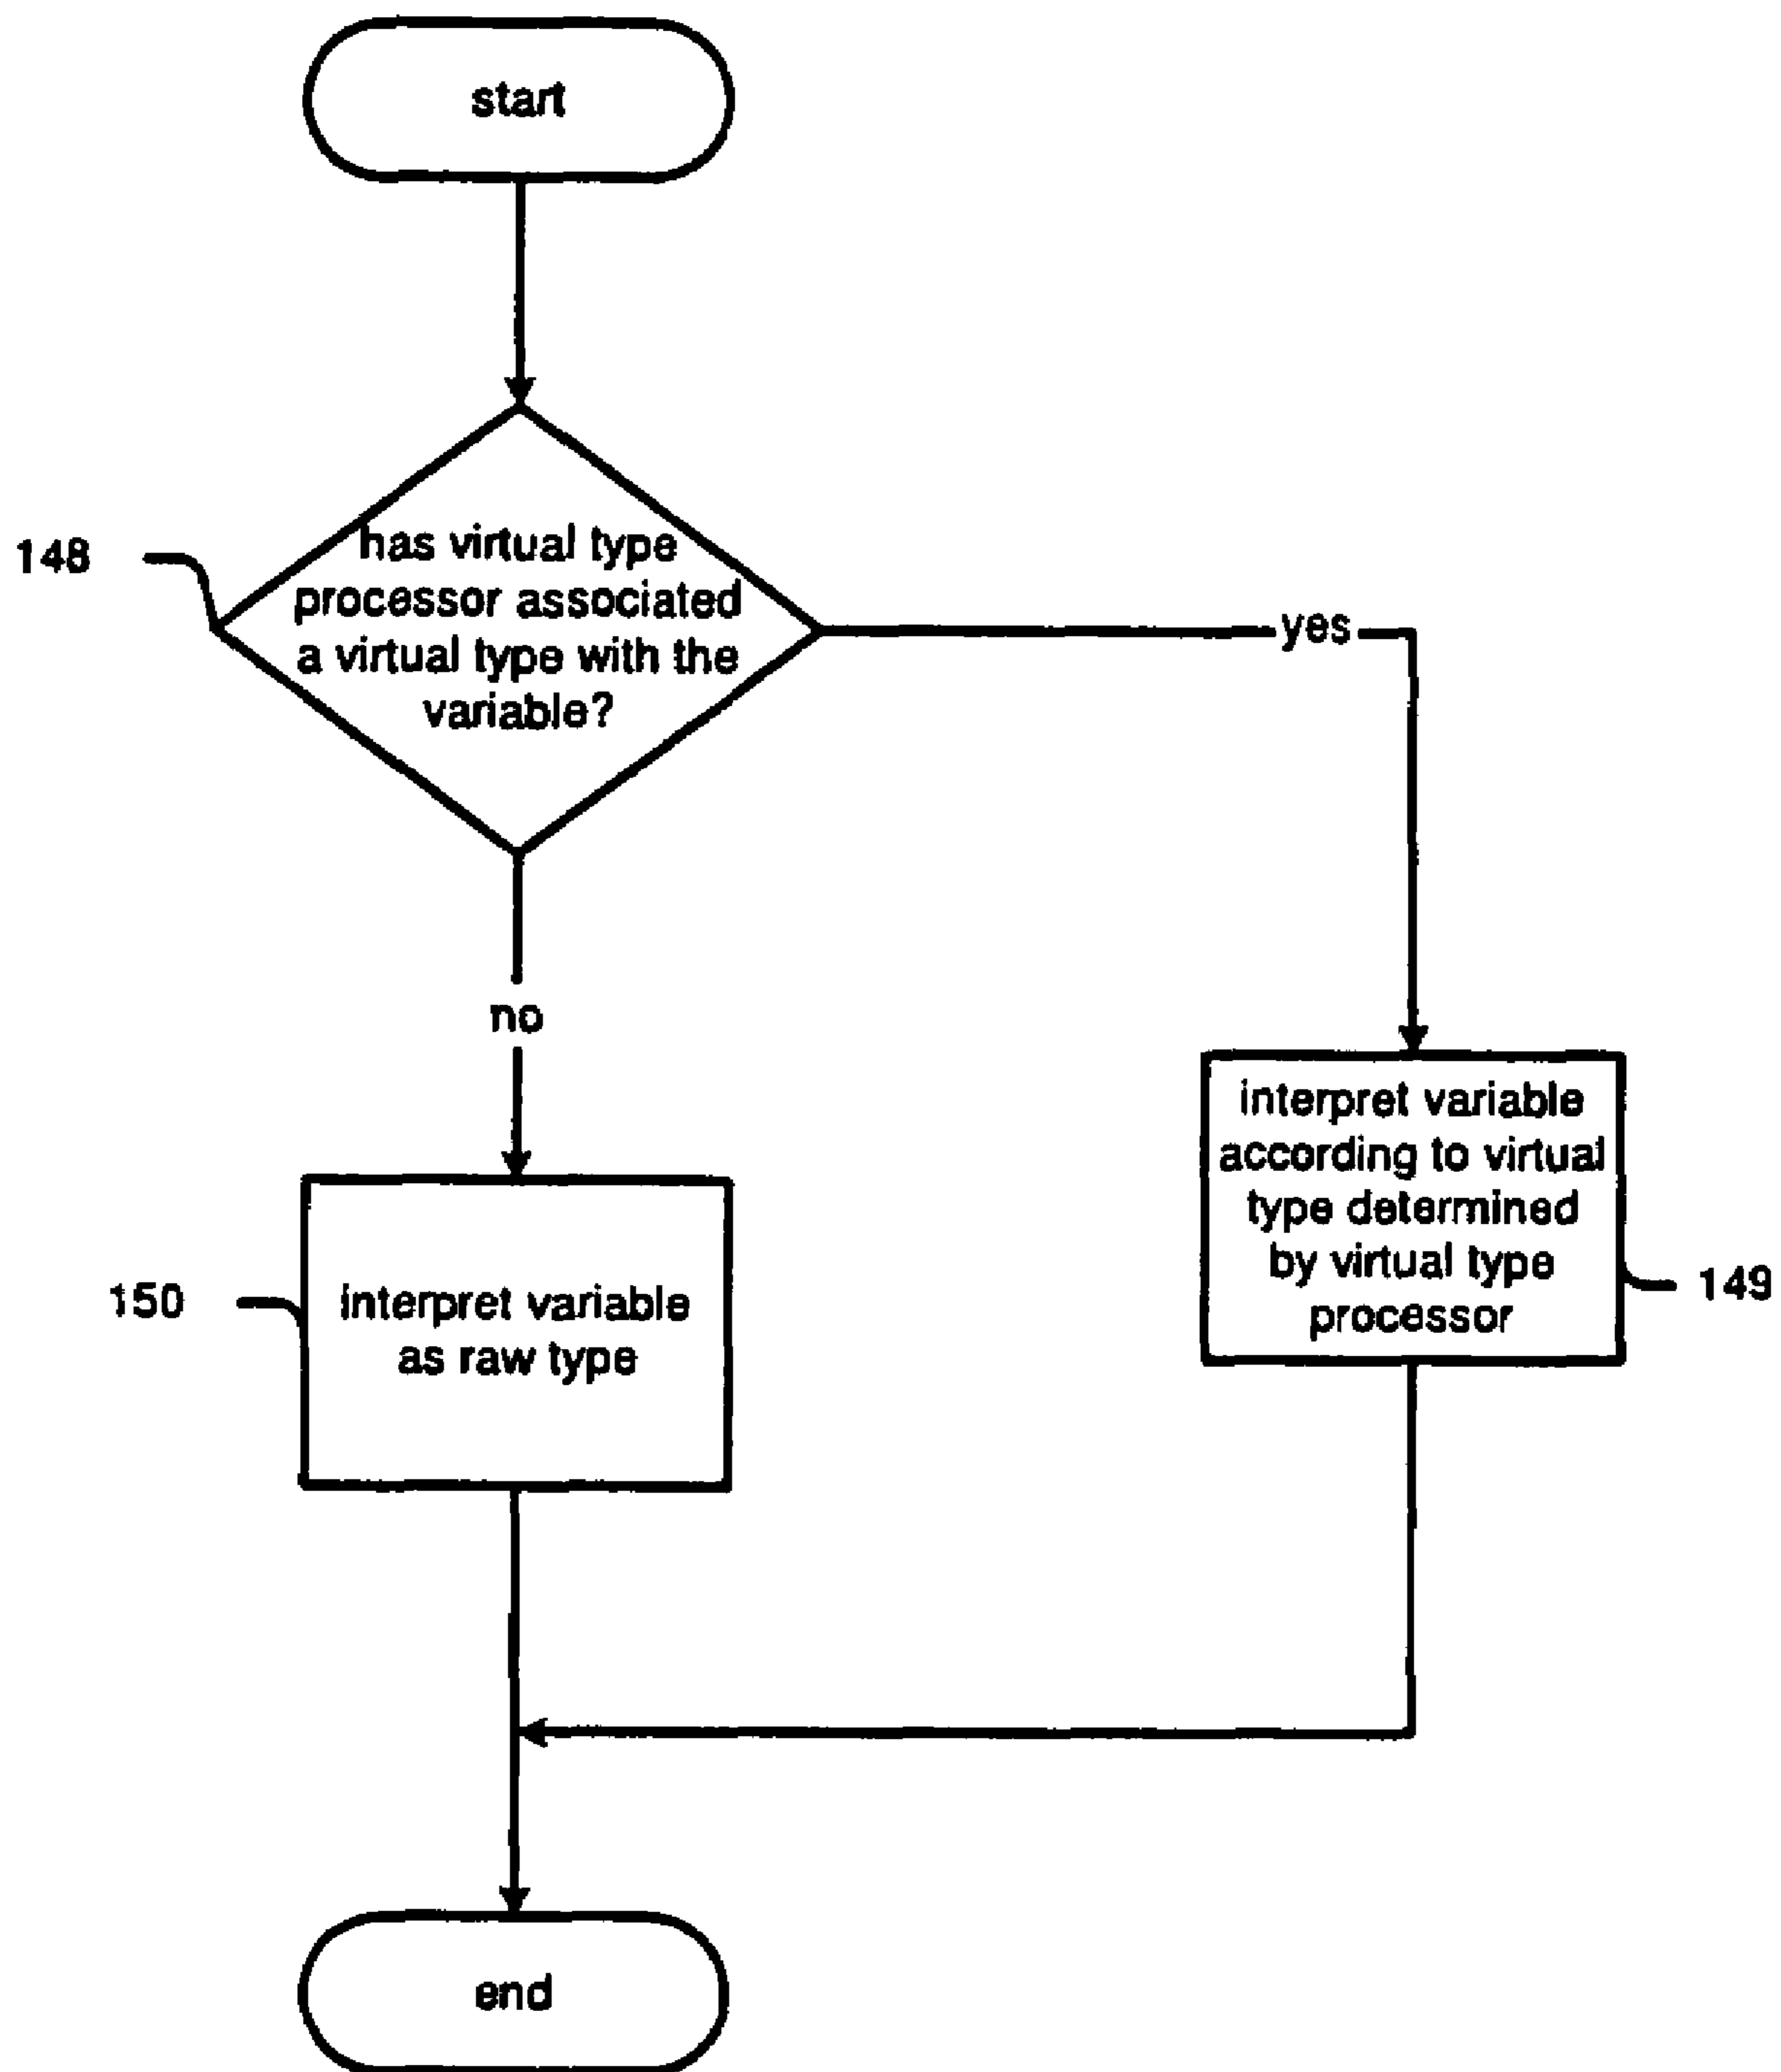 start
148
has virtual type
processor associated
a virtual type with the
variable?
yes
no
interpret variable
according to virtual
type determined
by virtual type
processor
149
150
interpret variable
as raw type
end